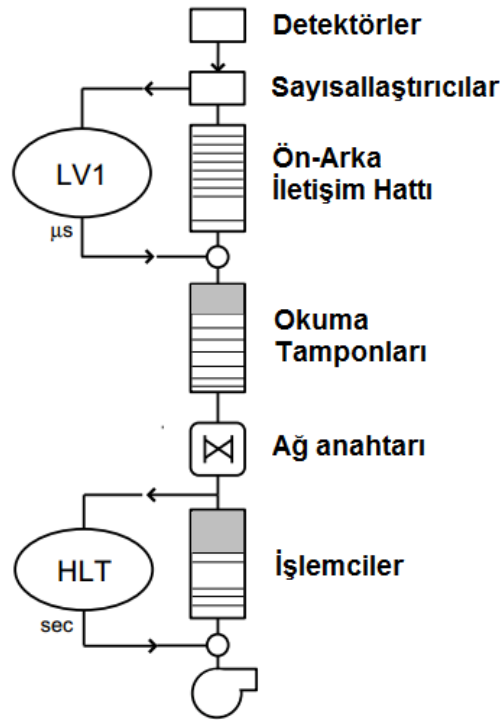 Detektörler
Sayısallaştırıcılar
LV1
μs
Ön-Arka
İletişim Hattı
Okuma
Tamponları
Ağ anahtarı
HLT
sec
İşlemciler